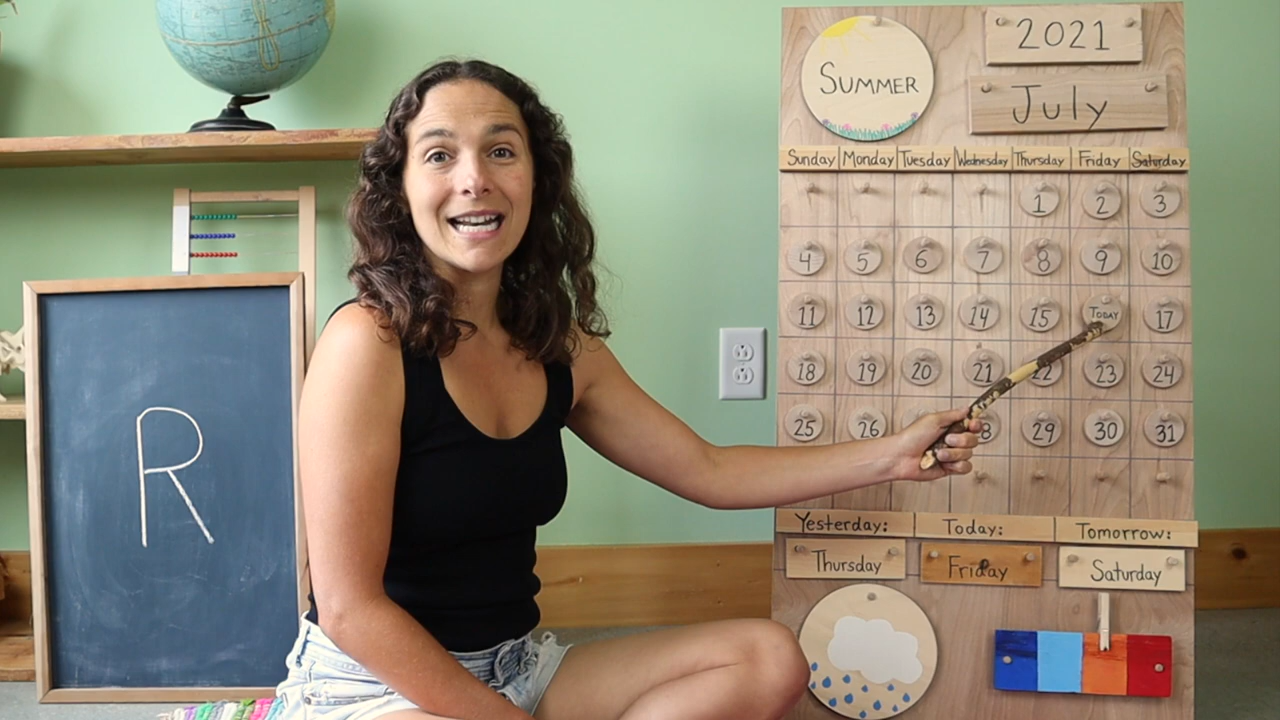 R
SUMMER
2021
July
Sunday Monday Tuesday Wednesday Thursday Friday Saturday
1 2 3
4 5 6 7 8 9 10
11 12 13 14 15 TODAY 17
18 19 20 21 22 23 24
25 26 29 30 31
Yesterday: Today: Tomorrow:
Thursday Friday Saturday